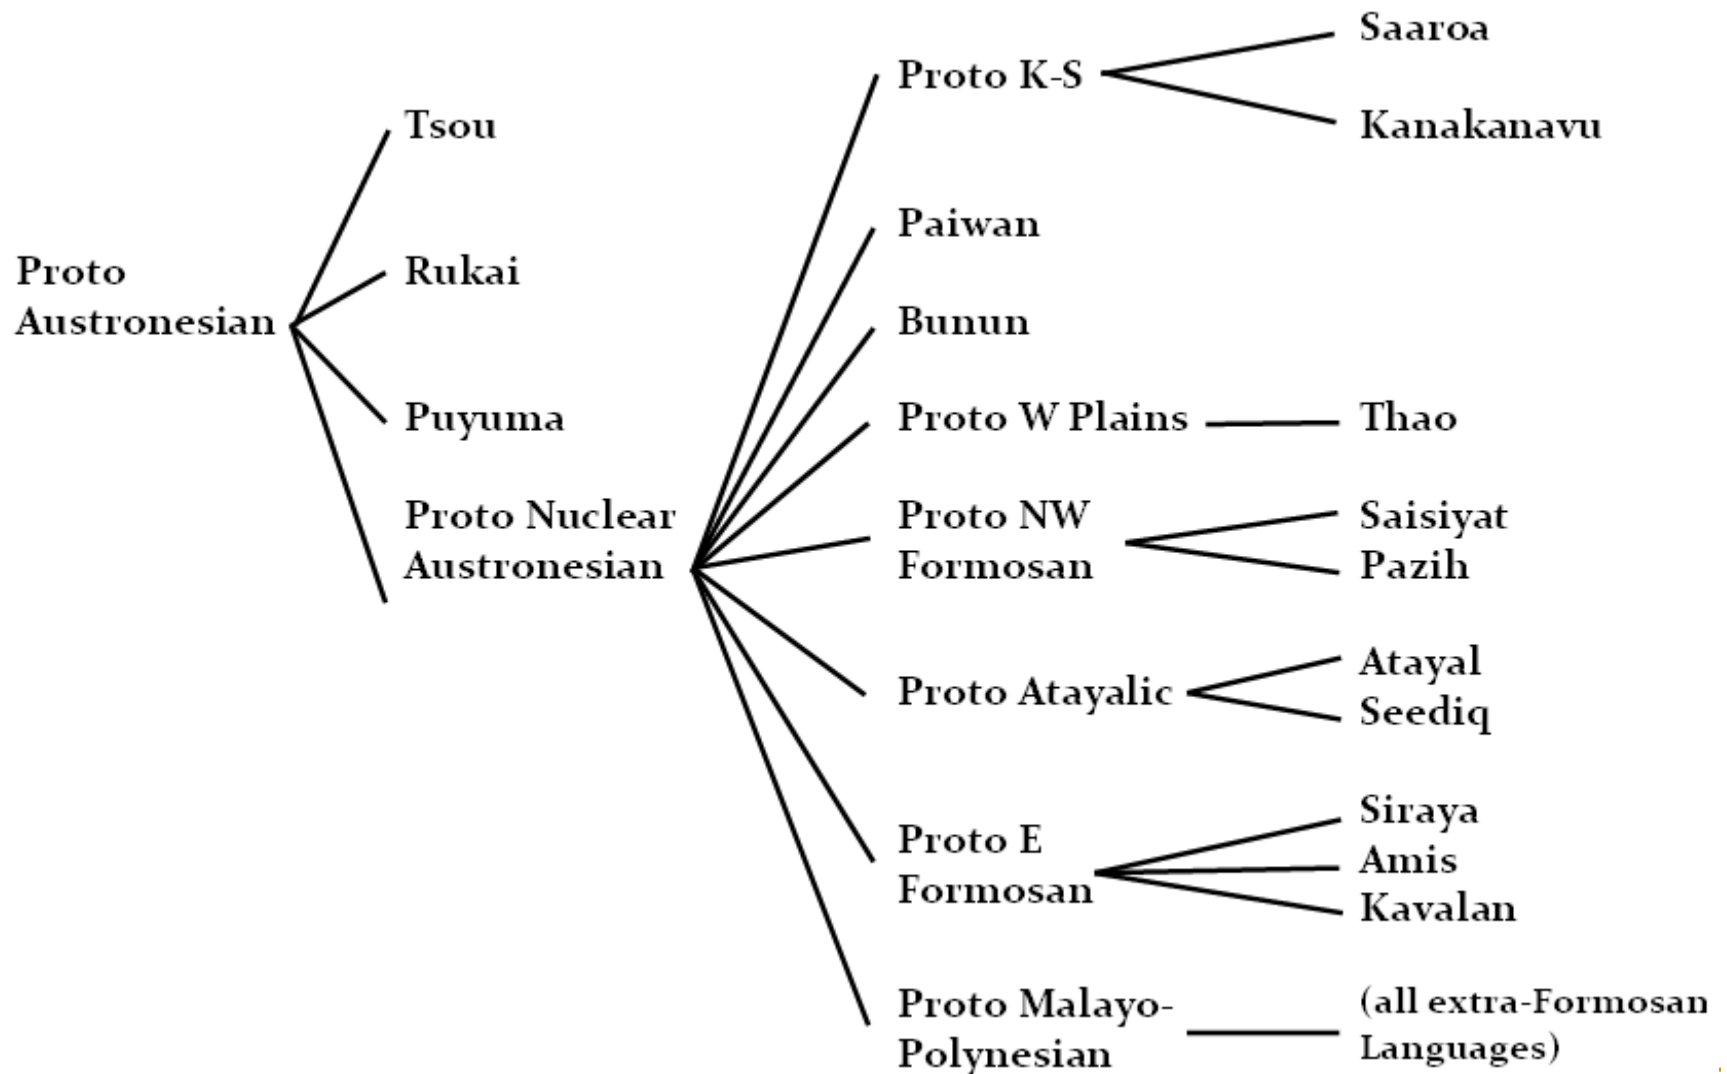 Proto
Austronesian
Tsou
Rukai
Puyuma
Proto Nuclear
Austronesian
Proto K-S
Paiwan
Bunun
Proto W Plains
Proto NW
Formosan
Proto Atayalic
Proto E
Formosan
Proto Malayo-
Polynesian
Saaroa
Kanakanavu
Thao
Saisiyat
Pazih
Atayal
Seediq
Siraya
Amis
Kavalan
(all extra-Formosan
Languages)